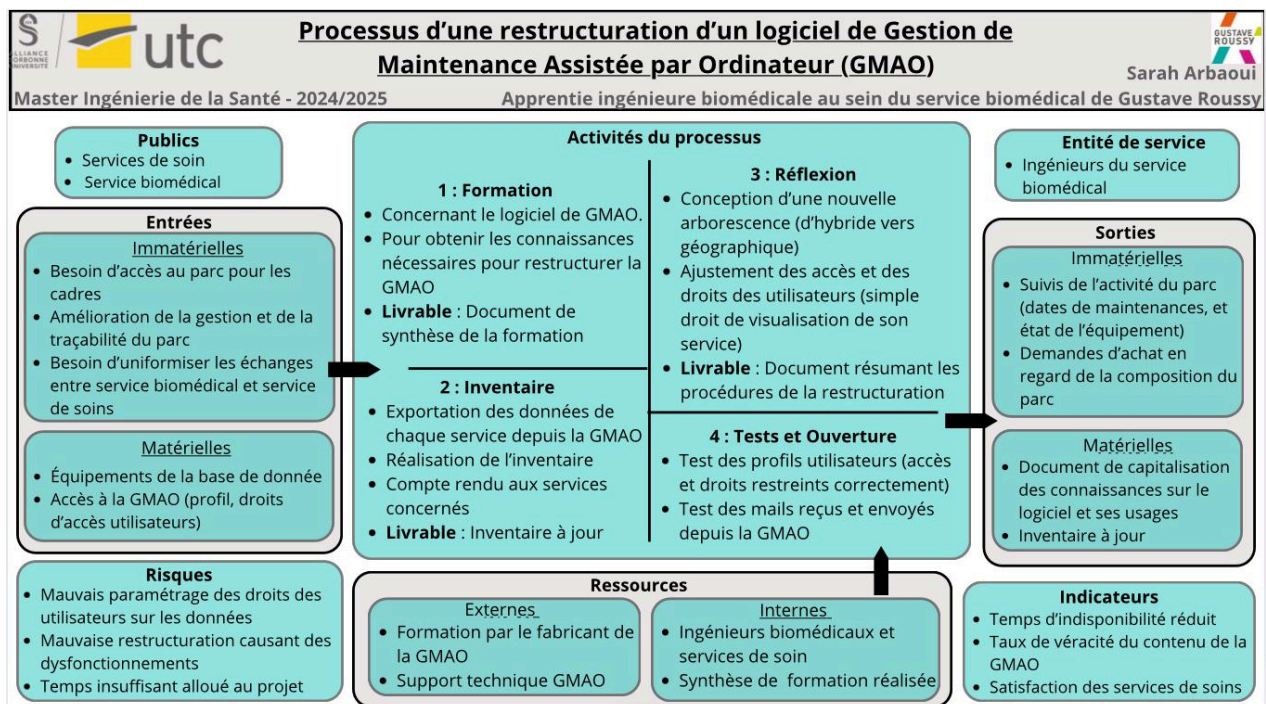 ALLIANCE
SORBONNE
UNIVERSITÉ
utc
Processus d'une restructuration d'un logiciel de Gestion de
Maintenance Assistée par Ordinateur (GMAO)
GUSTAVE
ROUSSY
Sarah Arbaoui
Master Ingénierie de la Santé - 2024/2025
Apprentie ingénieure biomédicale au sein du service biomédical de Gustave Roussy
Publics
• Services de soin
• Service biomédical
Entrées
Immatérielles
• Besoin d'accès au parc pour les
cadres
• Amélioration de la gestion et de la
traçabilité du parc
• Besoin d'uniformiser les échanges
entre service biomédical et service
de soins
Matérielles
• Équipements de la base de donnée
• Accès à la GMAO (profil, droits
d'accès utilisateurs)
Risques
• Mauvais paramétrage des droits des
utilisateurs sur les données
• Mauvaise restructuration causant des
dysfonctionnements
• Temps insuffisant alloué au projet
Activités du processus
1 : Formation
• Concernant le logiciel de GMAO.
• Pour obtenir les connaissances
nécessaires pour restructurer la
GMAO
• Livrable : Document de
synthèse de la formation
2 : Inventaire
• Exportation des données de
chaque service depuis la GMAO
• Réalisation de l'inventaire
• Compte rendu aux services
concernés
• Livrable : Inventaire à jour
3 : Réflexion
• Conception d'une nouvelle
arborescence (d'hybride vers
géographique)
• Ajustement des accès et des
droits des utilisateurs (simple
droit de visualisation de son
service)
• Livrable : Document résumant les
procédures de la restructuration
4 : Tests et Ouverture
• Test des profils utilisateurs (accès
et droits restreints correctement)
• Test des mails reçus et envoyés
depuis la GMAO
Ressources
Externes
• Formation par le fabricant de
la GMAO
• Support technique GMAO
Internes
• Ingénieurs biomédicaux et
services de soin
• Synthèse de formation réalisée
Entité de service
• Ingénieurs du service
biomédical
Sorties
Immatérielles
• Suivis de l'activité du parc
(dates de maintenances, et
état de l'équipement)
• Demandes d'achat en
regard de la composition du
parc
Matérielles
• Document de capitalisation
des connaissances sur le
logiciel et ses usages
• Inventaire à jour
Indicateurs
• Temps d'indisponibilité réduit
• Taux de véracité du contenu de la
GMAO
• Satisfaction des services de soins